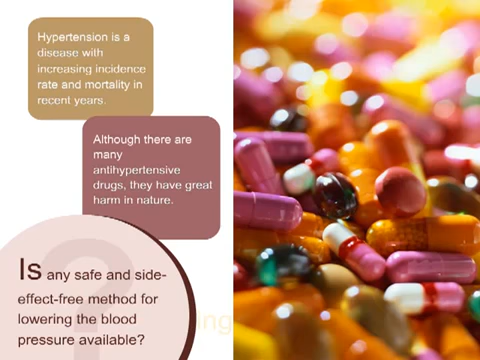 Hypertension is a
disease with
increasing incidence
rate and mortality in
recent years.
Although there are
many
antihypertensive
drugs, they have great
harm in nature.
Is any safe and side-
effect-free method for
lowering the blood
pressure available?
?